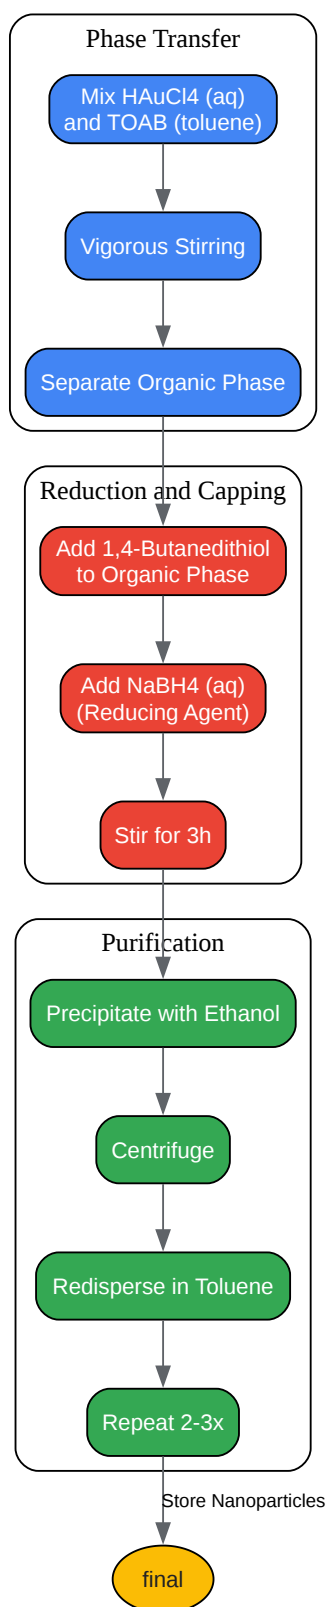 Phase Transfer
Mix HAuCl4 (aq)
and TOAB (toluene)
Vigorous Stirring
Separate Organic Phase
Reduction and Capping
Add 1,4-Butanedithiol
to Organic Phase
Add NaBH4 (aq)
(Reducing Agent)
Stir for 3h
Purification
Precipitate with Ethanol
Centrifuge
Redisperse in Toluene
Repeat 2-3x
Store Nanoparticles
final